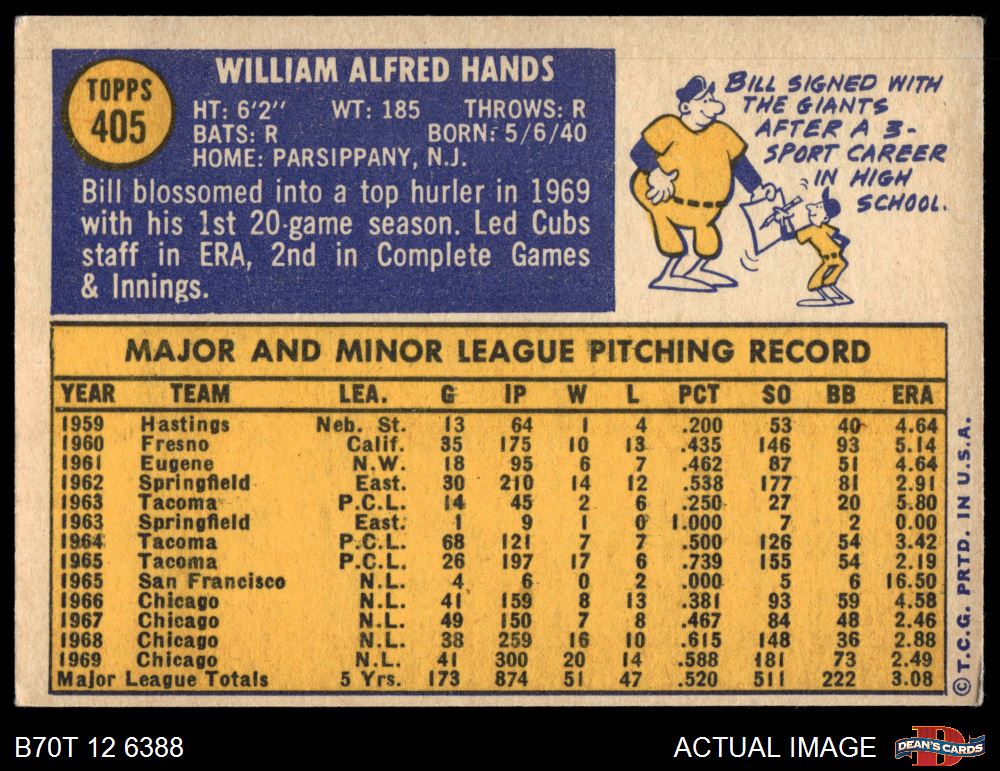 TOPPS
405
WILLIAM ALFRED HANDS
HT: 6'2" WT: 185 THROWS: R
BATS: R BORN: 5/6/40
HOME: PARSIPPANY, N.J.
Bill blossomed into a top hurler in 1969
with his 1st 20-game season. Led Cubs
staff in ERA, 2nd in Complete Games
& Innings.
BILL SIGNED WITH
THE GIANTS
AFTER A 3-
SPORT CAREER
IN HIGH
SCHOOL.
MAJOR AND MINOR LEAGUE PITCHING RECORD
YEAR TEAM LEA. G IP W L PCT SO BB ERA
1959 Hastings Neb. St. 13 64 1 4 .200 53 40 4.64
1960 Fresno Calif. 35 175 10 13 .435 146 93 5.14
1961 Eugene N.W. 18 95 6 7 .462 87 51 4.64
1962 Springfield East. 30 210 14 12 .538 177 81 2.91
1963 Tacoma P.C.L. 14 45 2 6 .250 27 20 5.80
1963 Springfield East. 1 9 1 0 1.000 7 2 0.00
1964 Tacoma P.C.L. 68 121 7 7 .500 126 54 3.42
1965 Tacoma P.C.L. 26 197 17 6 .739 155 54 2.19
1965 San Francisco N.L. 4 6 0 2 .000 5 6 16.50
1966 Chicago N.L. 41 159 8 13 .381 93 59 4.58
1967 Chicago N.L. 49 150 7 8 .467 84 48 2.46
1968 Chicago N.L. 38 259 16 10 .615 148 36 2.88
1969 Chicago N.L. 41 300 20 14 .588 181 73 2.49
Major League Totals 5 Yrs. 173 874 51 47 .520 511 222 3.08
© T.C.G. PRTD. IN U.S.A.
B70T 12 6388
ACTUAL IMAGE
D
DEAN'S CARDS